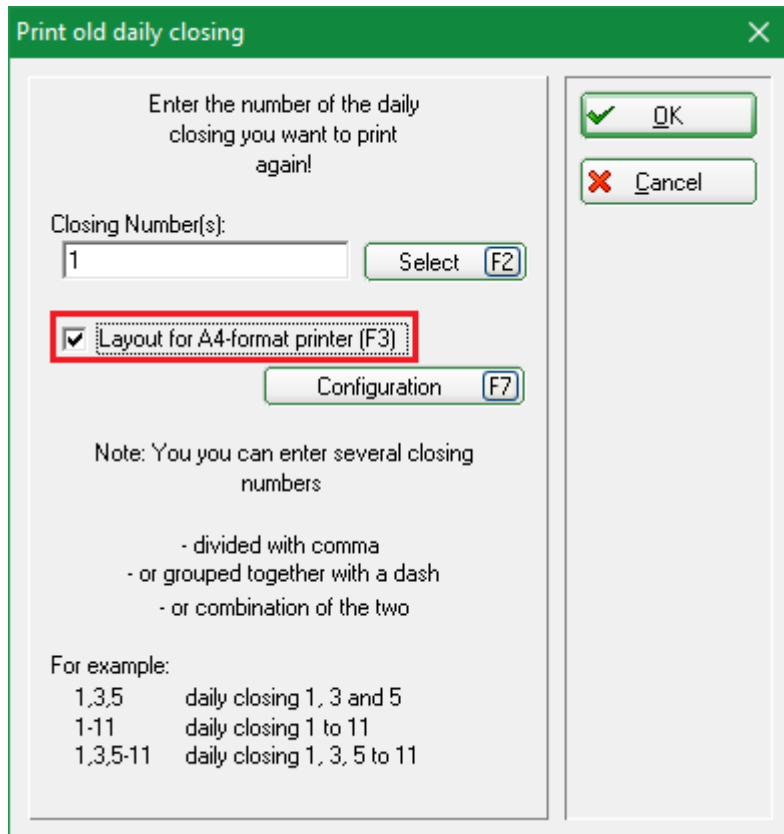 Print old daily closing
Enter the number of the daily
closing you want to print
again!
Closing Number(s):
1
Select F2
Layout for A4-format printer (F3)
Configuration F7
Note: You you can enter several closing
numbers
- divided with comma
- or grouped together with a dash
- or combination of the two
For example:
1,3,5 daily closing 1, 3 and 5
1-11 daily closing 1 to 11
1,3,5-11 daily closing 1, 3, 5 to 11
OK
Cancel